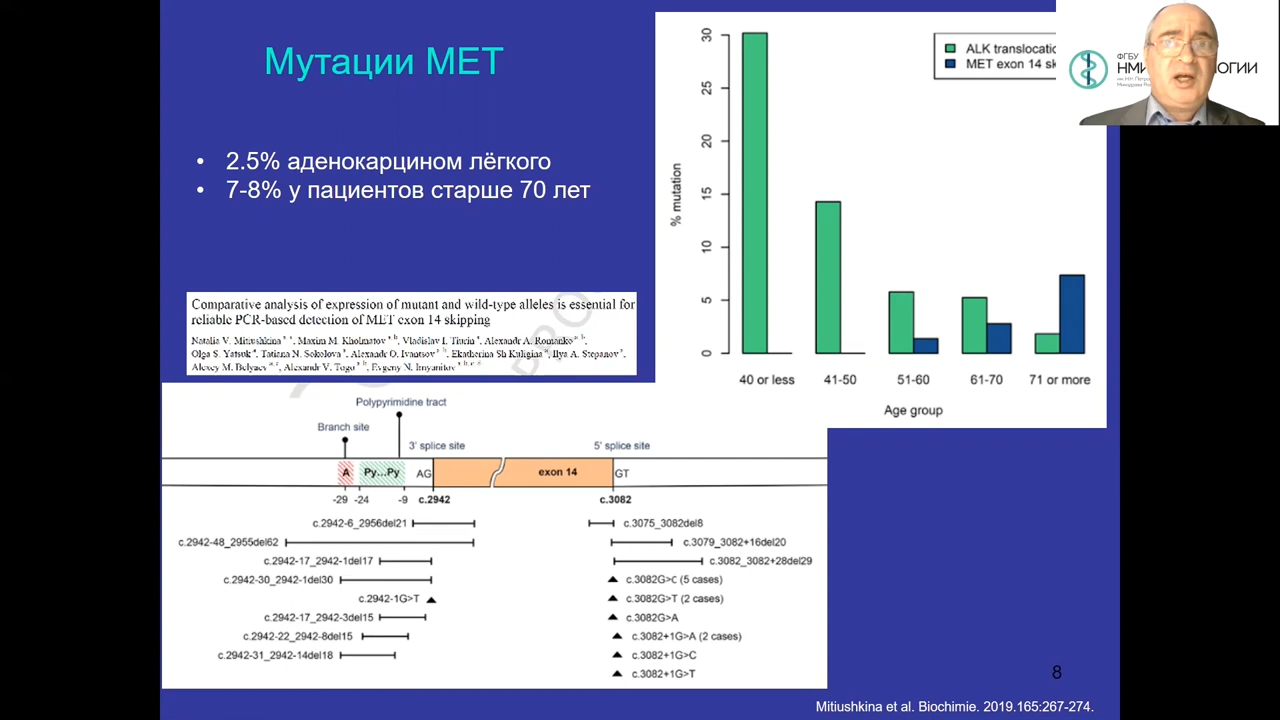 Мутации МЕТ
• 2.5% аденокарцином лёгкого
• 7-8% у пациентов старше 70 лет
Comparative analysis of expression of mutant and wild-type alleles is essential for
reliable PCR-based detection of MET exon 14 skipping
Natalia V. Mitiushkina, Maxim M. Kholmatov, Vladislav I. Tiurin, Alexandr A. Romanko,
Olga S. Yatsuk, Tatiana N. Sokolova, Alexandr O. Ivantsov, Ekatherina Sh Kuligina, Ilya A. Stepanov,
Alexey M. Belyaev, Alexandr V. Togo, Evgeny N. Imyanitov
ALK translocatio
MET exon 14 sk
ФГБУ
НМИ
ОЛОГИИ
% mutation
30
25
20
15
10
5
0
40 or less
41-50
51-60
61-70
71 or more
Age group
Polypyrimidine tract
Branch site
3' splice site
5' splice site
A
Py...Py
AG
exon 14
GT
-29
-24
-9
c.2942
c.3082
c.2942-6_2956del21
c.3075_3082del8
c.2942-48_2955del62
c.3079_3082+16del20
c.2942-17_2942-1del17
c.3082_3082+28del29
c.2942-30_2942-1del30
c.3082G>C (5 cases)
c.2942-1G>T
c.3082G>T (2 cases)
c.2942-17_2942-3del15
c.3082G>A
c.2942-22_2942-8del15
c.3082+1G>A (2 cases)
c.2942-31_2942-14del18
c.3082+1G>C
c.3082+1G>T
8
Mitiushkina et al. Biochimie. 2019.165:267-274.